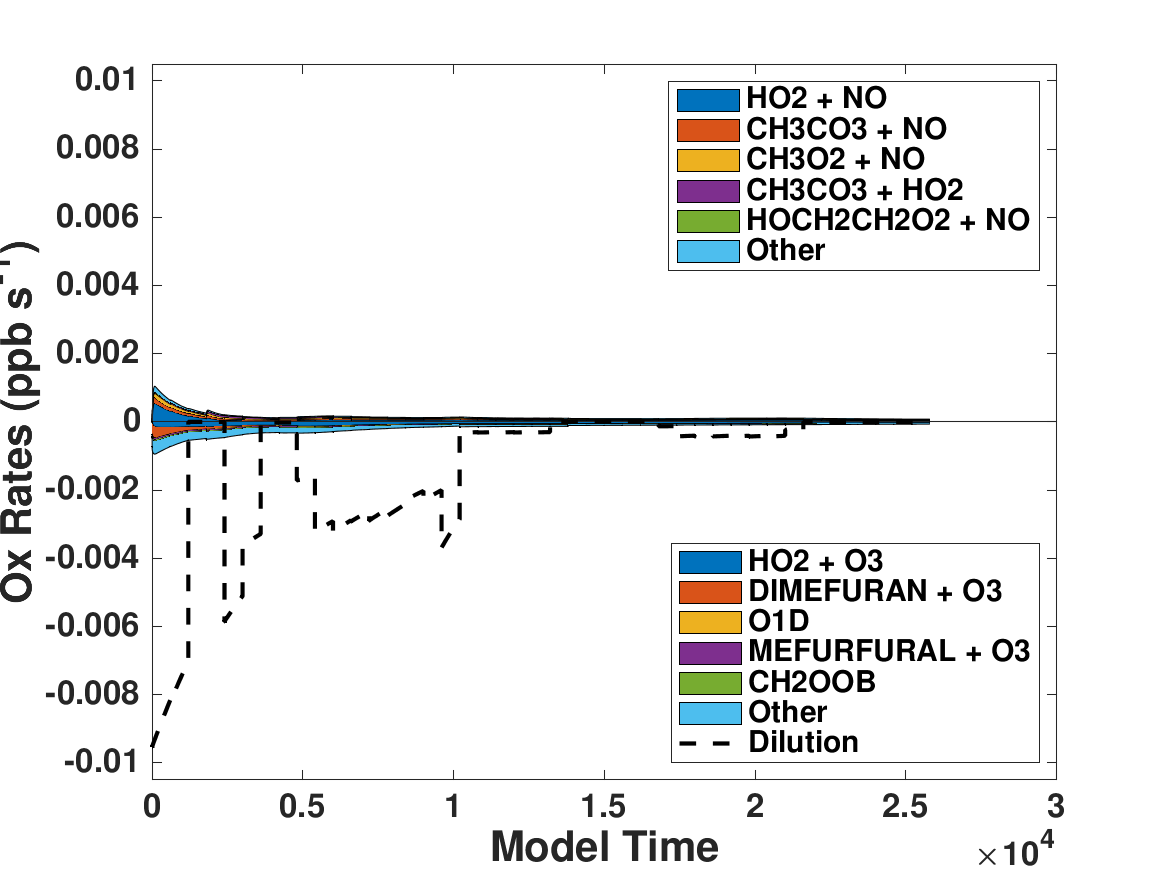 0.01
0.008
0.006
0.004
0.002
0
-0.002
-0.004
-0.006
-0.008
-0.01
Ox Rates (ppb s⁻¹)
HO2 + NO
CH3CO3 + NO
CH3O2 + NO
CH3CO3 + HO2
HOCH2CH2O2 + NO
Other
HO2 + O3
DIMEFURAN + O3
O1D
MEFURFURAL + O3
CH2OOB
Other
Dilution
0 0.5 1 1.5 2 2.5 3
Model Time
×10⁴